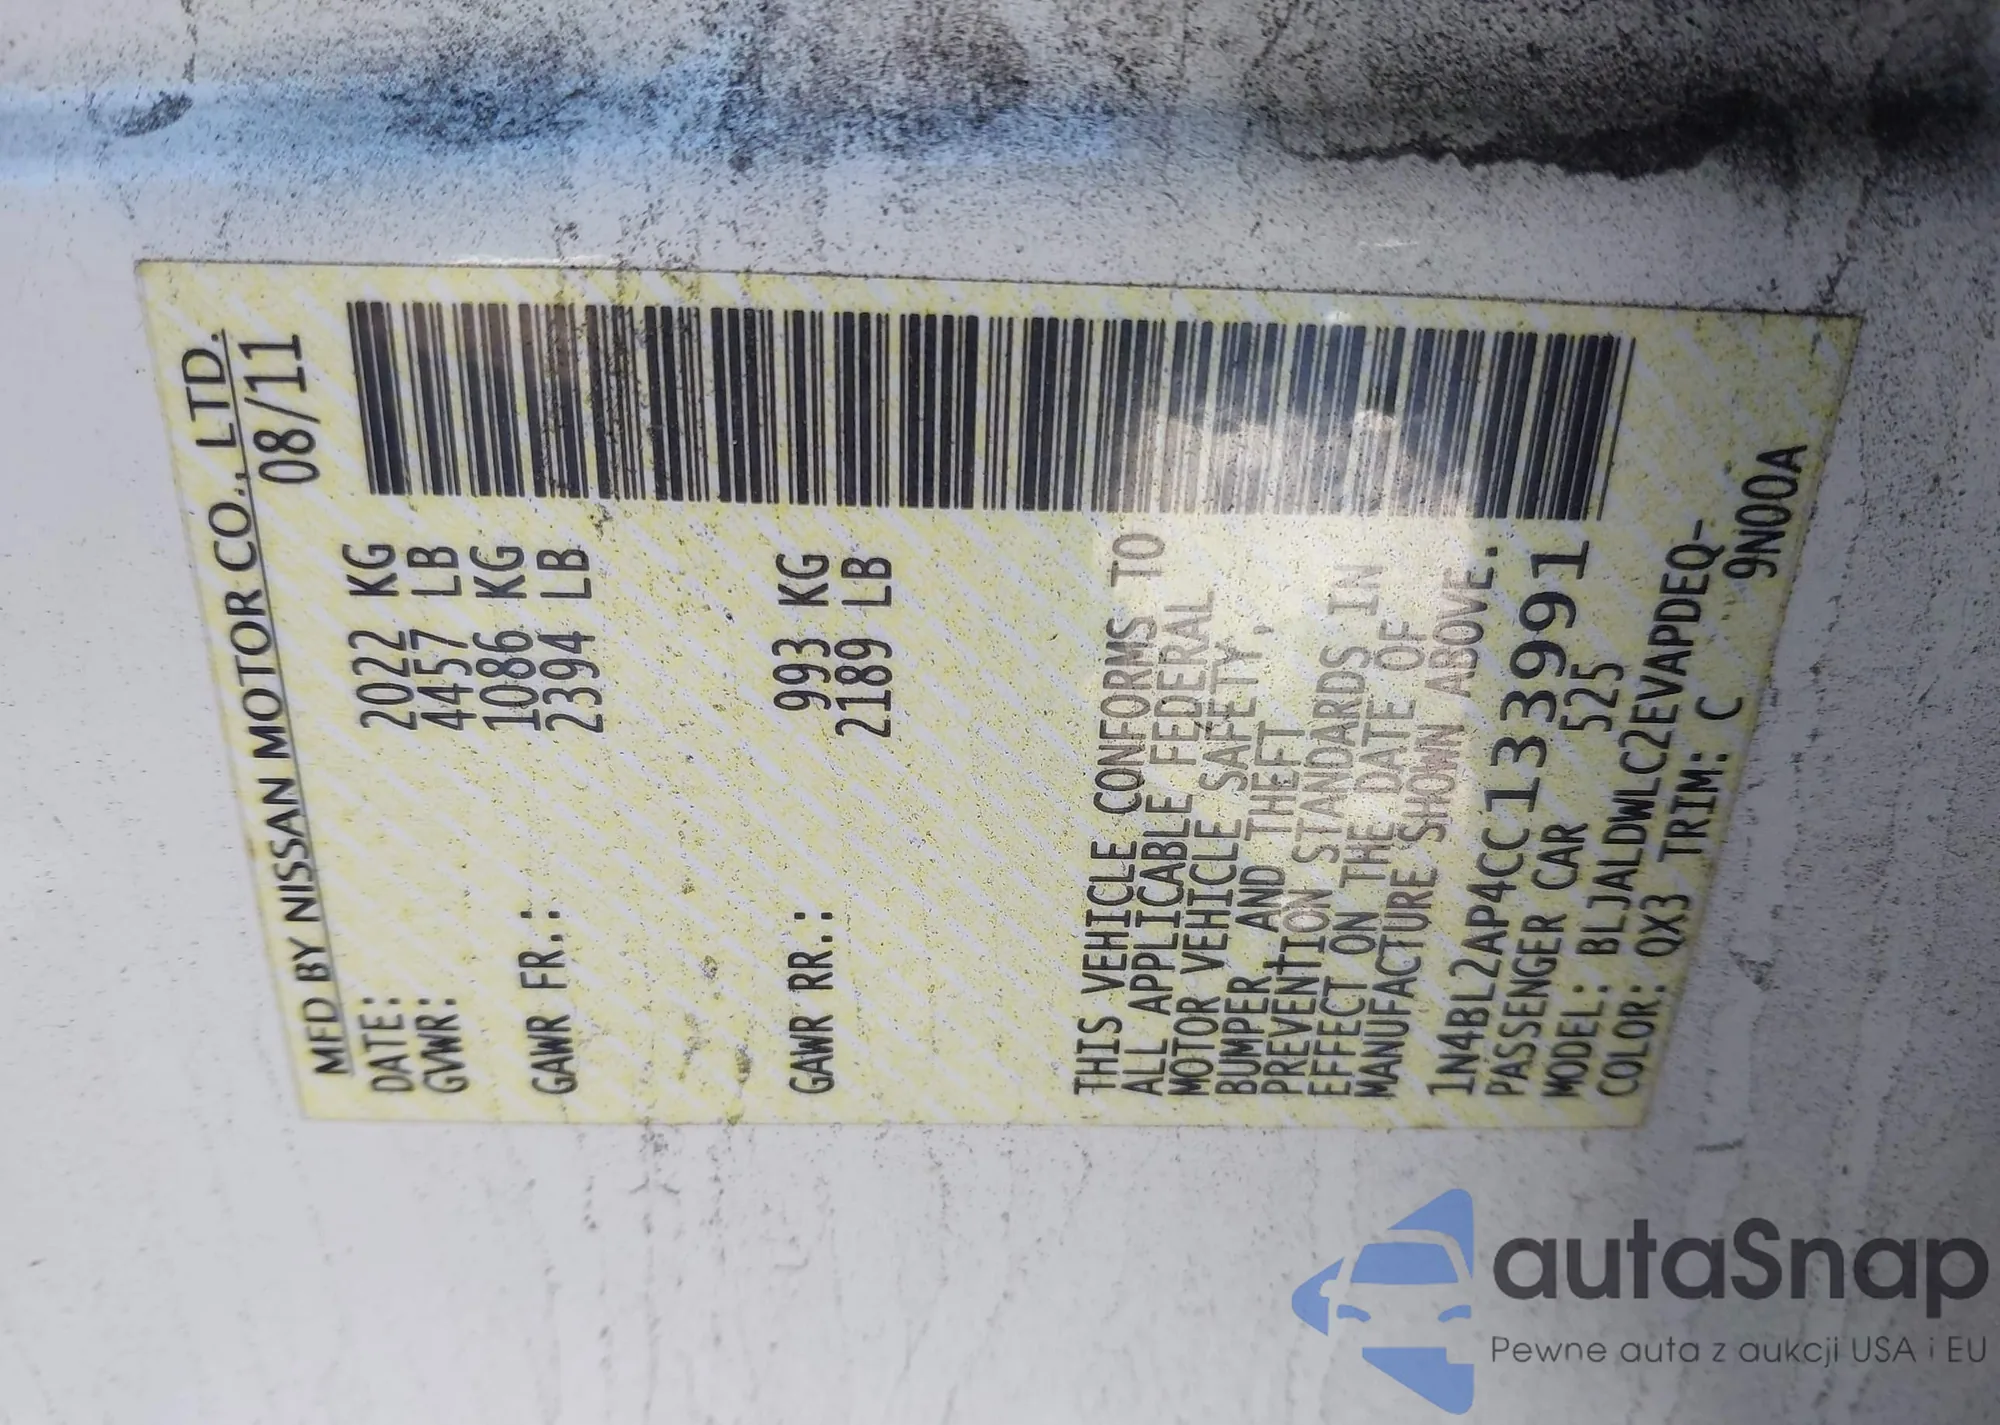 MFD BY NISSAN MOTOR CO., LTD.
DATE: 08/11
GVWR: 2022 KG
4457 LB
GAWR FR.: 1086 KG
2394 LB
GAWR RR.: 993 KG
2189 LB
THIS VEHICLE CONFORMS TO
ALL APPLICABLE FEDERAL
MOTOR VEHICLE SAFETY,
BUMPER AND THEFT
PREVENTION STANDARDS IN
EFFECT ON THE DATE OF
MANUFACTURE SHOWN ABOVE:
1N4BL2AP4CC133991
PASSENGER CAR 525
MODEL: BLJALDWLC2EVAPDEQ-
COLOR: QX3 TRIM: C 9N00A
autaSnap
Pewne auta z aukcji USA i EU